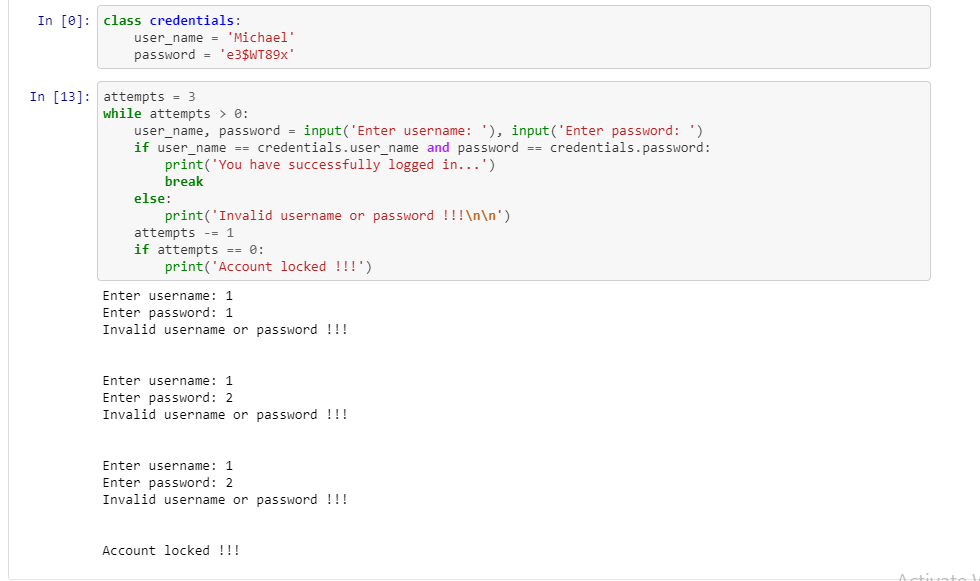 In [0]: class credentials:
    user_name = 'Michael'
    password = 'e3$WT89x'
In [13]: attempts = 3
while attempts > 0:
    user_name, password = input('Enter username: '), input('Enter password: ')
    if user_name == credentials.user_name and password == credentials.password:
        print('You have successfully logged in...')
        break
    else:
        print('Invalid username or password !!!\n\n')
    attempts -= 1
    if attempts == 0:
        print('Account locked !!!')
Enter username: 1
Enter password: 1
Invalid username or password !!!
Enter username: 1
Enter password: 2
Invalid username or password !!!
Enter username: 1
Enter password: 2
Invalid username or password !!!
Account locked !!!
Activate